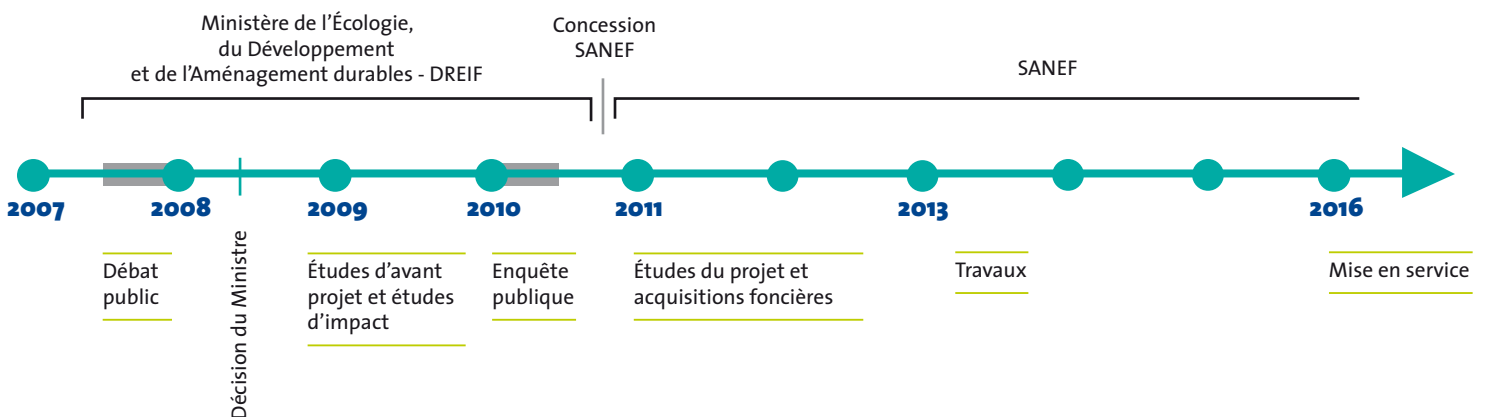 Ministère de l'Écologie,
du Développement
et de l'Aménagement durables - DREIF
Concession
SANEF
SANEF
2007
2008
2009
2010
2011
2013
2016
Débat
public
Décision du Ministre
Études d'avant
projet et études
d'impact
Enquête
publique
Études du projet et
acquisitions foncières
Travaux
Mise en service